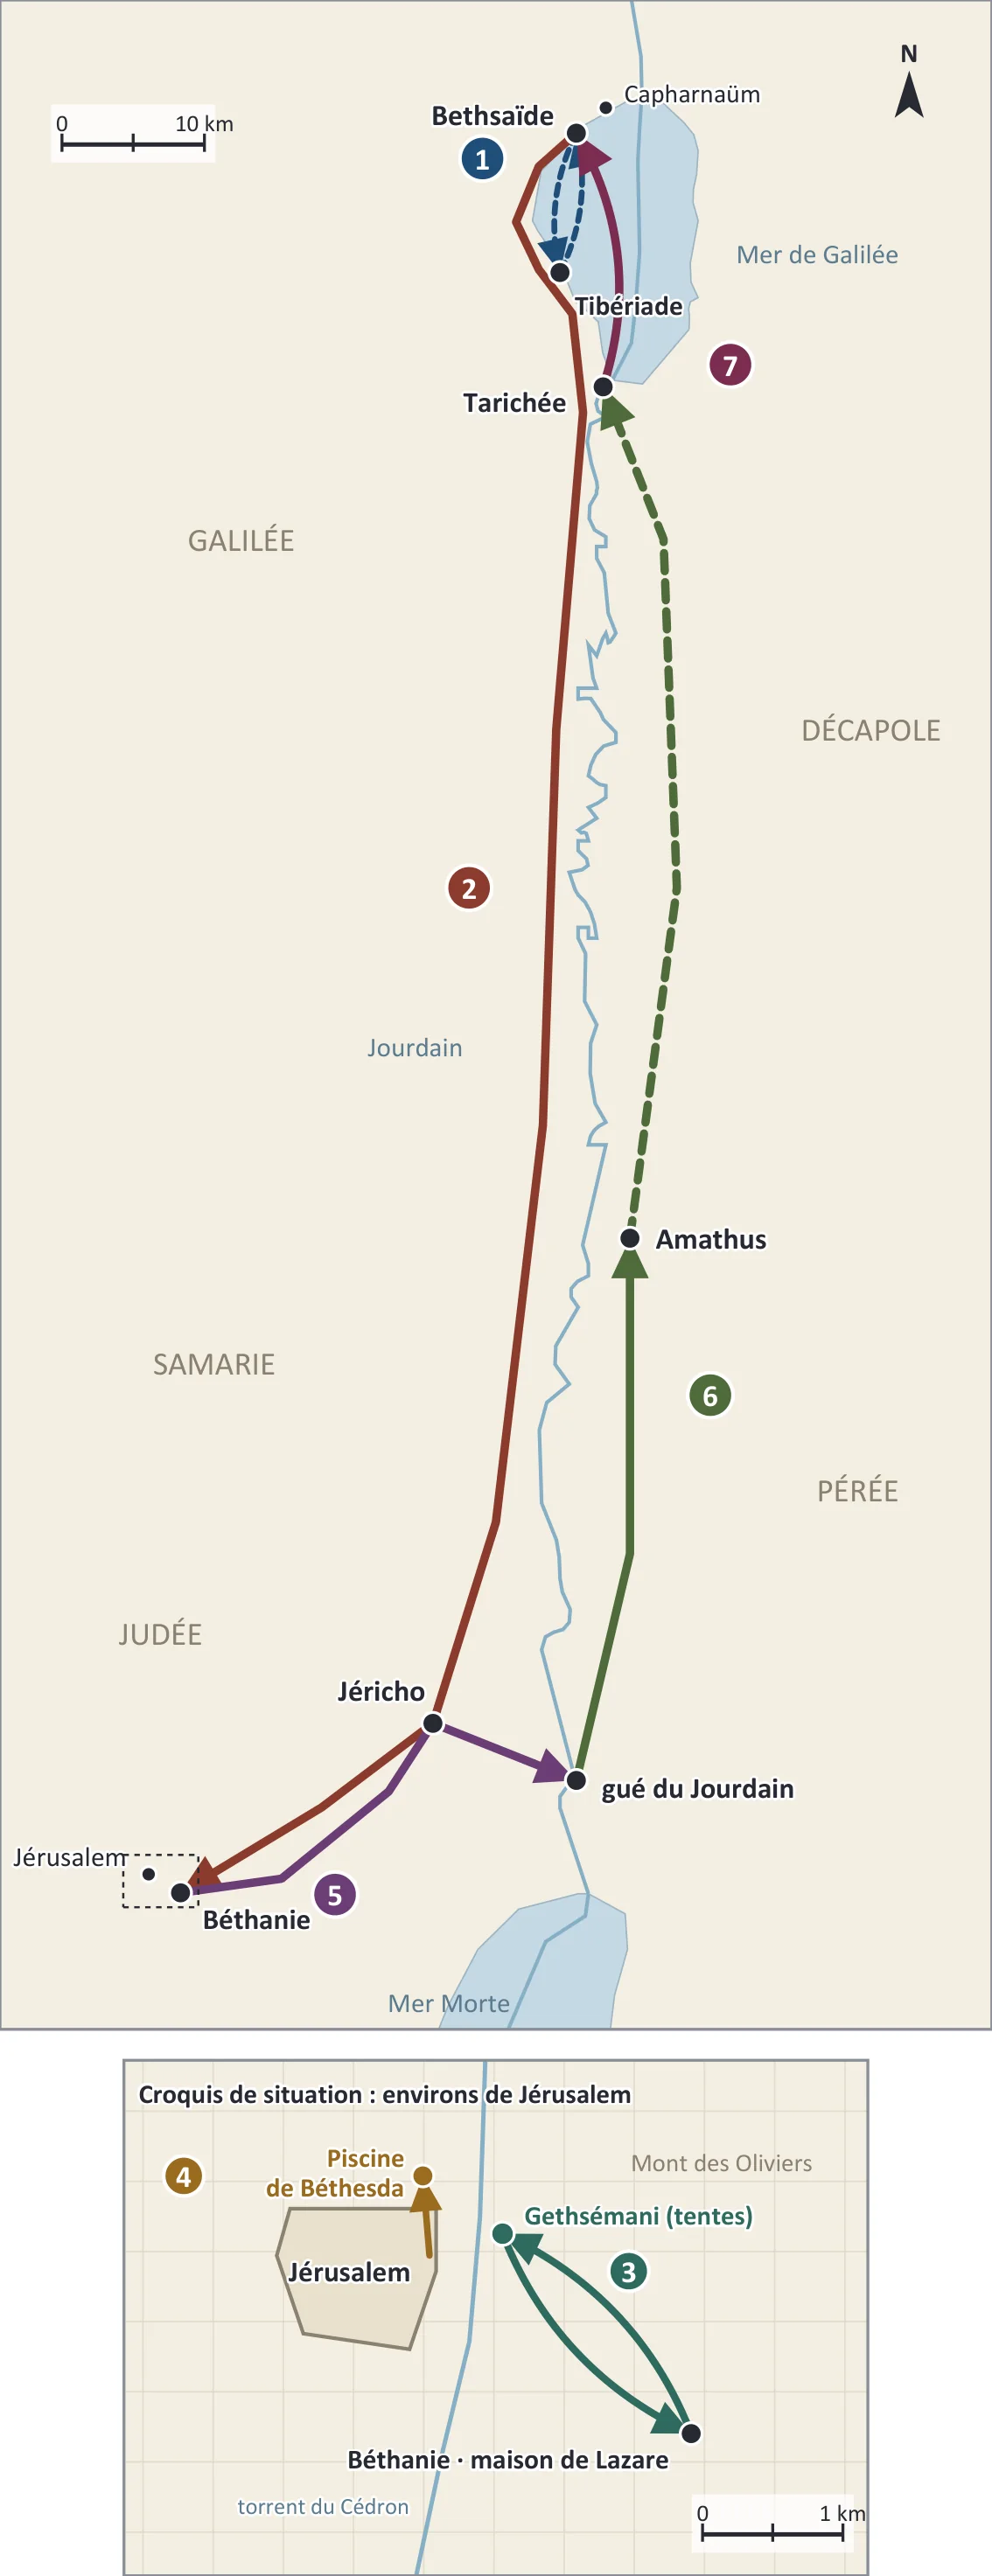 N
0 10 km
Capharnaüm
Bethsaïde
1
Mer de Galilée
Tibériade
7
Tarichée
GALILÉE
DÉCAPOLE
2
Jourdain
Amathus
SAMARIE
6
PÉRÉE
JUDÉE
Jéricho
gué du Jourdain
Jérusalem
5
Béthanie
Mer Morte
Croquis de situation : environs de Jérusalem
4
Piscine
de Béthesda
Mont des Oliviers
Gethsémani (tentes)
3
Jérusalem
Béthanie · maison de Lazare
torrent du Cédron
0 1 km